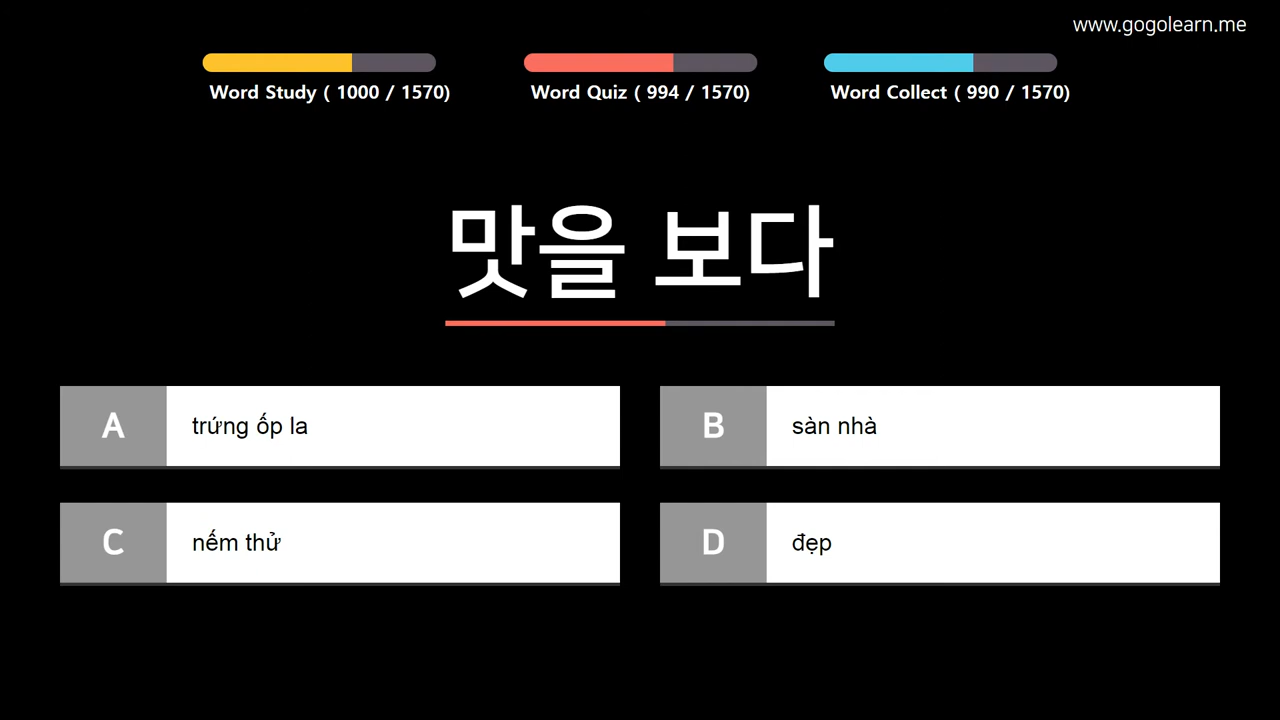 www.gogolearn.me
Word Study ( 1000 / 1570)
Word Quiz ( 994 / 1570)
Word Collect ( 990 / 1570)
맛을 보다
A trứng ốp la
B sàn nhà
C nếm thử
D đẹp